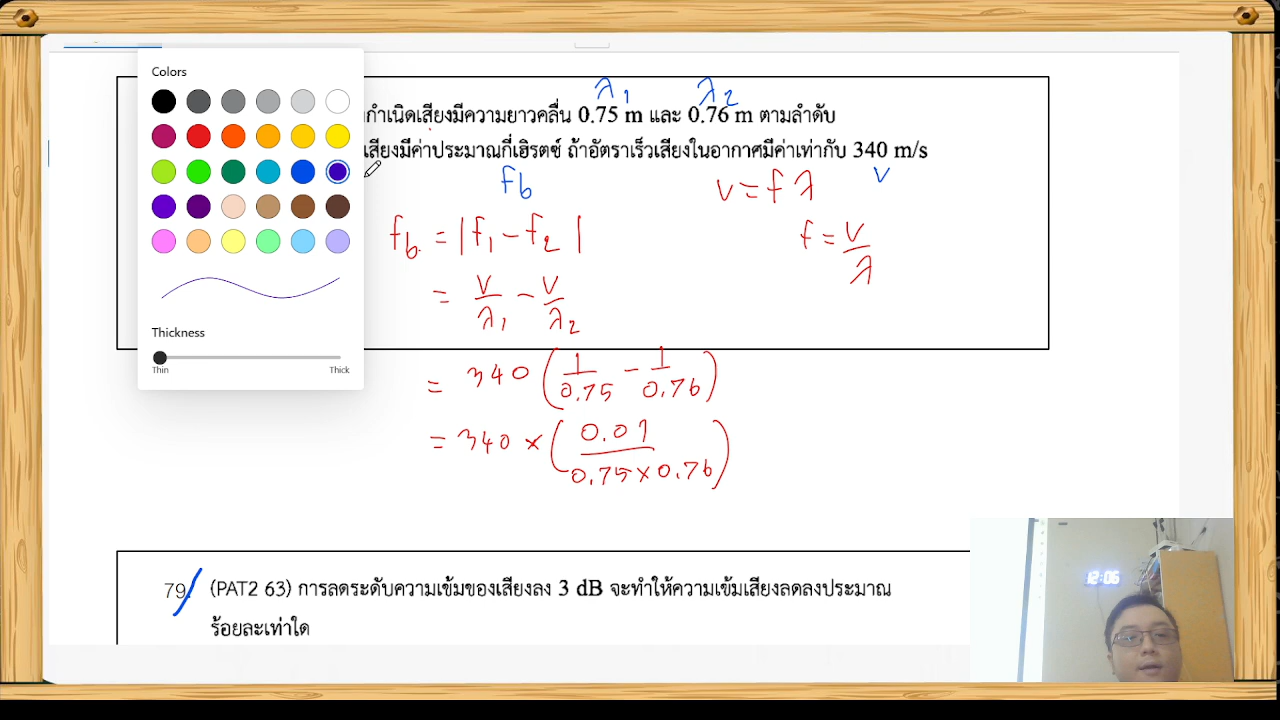 Colors
λ1 λ2
กำเนิดเสียงมีความยาวคลื่น 0.75 m และ 0.76 m ตามลำดับ
เสียงมีค่าประมาณกี่เฮิรตซ์ ถ้าอัตราเร็วเสียงในอากาศมีค่าเท่ากับ 340 m/s
fb v = fλ v
fb = |f1 - f2| f = v/λ
= v/λ1 - v/λ2
Thickness
Thin Thick
= 340 (1/0.75 - 1/0.76)
= 340 × (0.01/0.75×0.76)
79 (PAT2 63) การลดระดับความเข้มของเสียงลง 3 dB จะทำให้ความเข้มเสียงลดลงประมาณ
ร้อยละเท่าใด
12:06